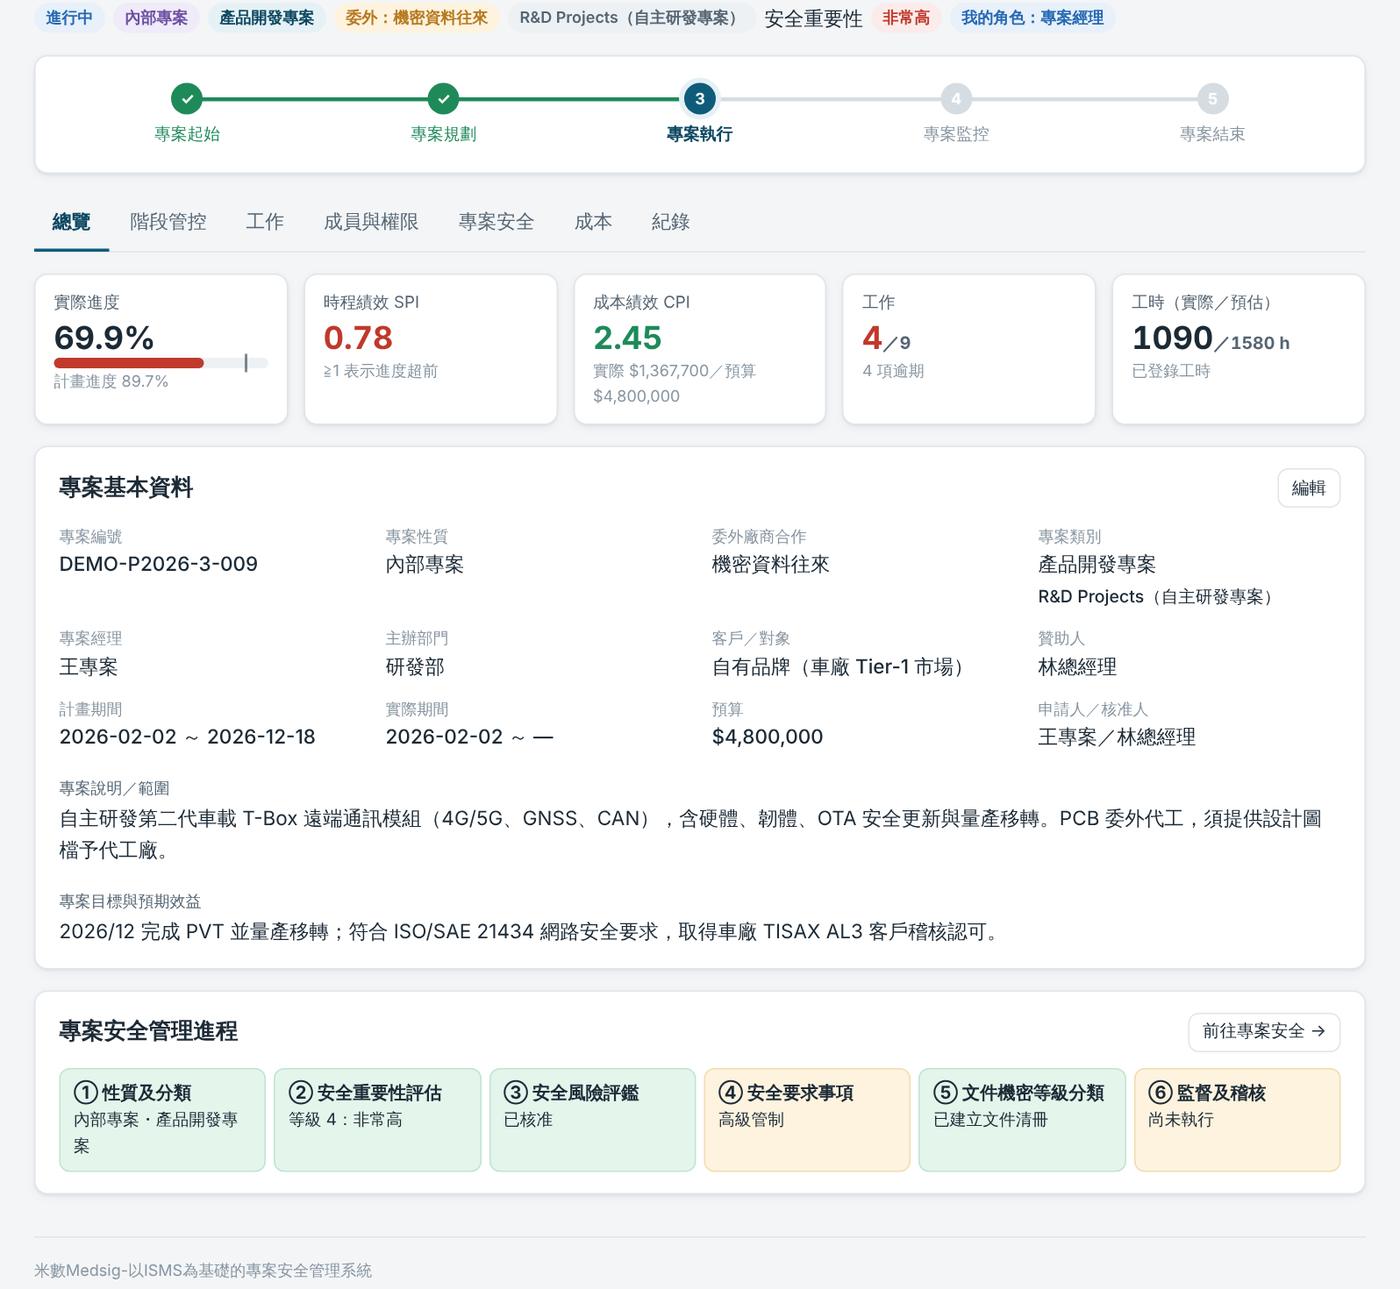 進行中 內部專案 產品開發專案 委外：機密資料往來 R&D Projects（自主研發專案） 安全重要性 非常高 我的角色：專案經理
3 4 5
專案起始 專案規劃 專案執行 專案監控 專案結束
總覽 階段管控 工作 成員與權限 專案安全 成本 紀錄
實際進度
69.9%
計畫進度 89.7%
時程績效 SPI
0.78
≥1 表示進度超前
成本績效 CPI
2.45
實際 $1,367,700／預算
$4,800,000
工作
4／9
4 項逾期
工時（實際／預估）
1090／1580 h
已登錄工時
專案基本資料
編輯
專案編號 專案性質 委外廠商合作 專案類別
DEMO-P2026-3-009 內部專案 機密資料往來 產品開發專案
R&D Projects（自主研發專案）
專案經理 主辦部門 客戶／對象 贊助人
王專案 研發部 自有品牌（車廠 Tier-1 市場） 林總經理
計畫期間 實際期間 預算 申請人／核准人
2026-02-02 ～ 2026-12-18 2026-02-02 ～ — $4,800,000 王專案／林總經理
專案說明／範圍
自主研發第二代車載 T-Box 遠端通訊模組（4G/5G、GNSS、CAN），含硬體、韌體、OTA 安全更新與量產移轉。PCB 委外代工，須提供設計圖
檔予代工廠。
專案目標與預期效益
2026/12 完成 PVT 並量產移轉；符合 ISO/SAE 21434 網路安全要求，取得車廠 TISAX AL3 客戶稽核認可。
專案安全管理進程
前往專案安全 →
① 性質及分類
內部專案・產品開發專
案
② 安全重要性評估
等級 4：非常高
③ 安全風險評鑑
已核准
④ 安全要求事項
高級管制
⑤ 文件機密等級分類
已建立文件清冊
⑥ 監督及稽核
尚未執行
米數Medsig-以ISMS為基礎的專案安全管理系統